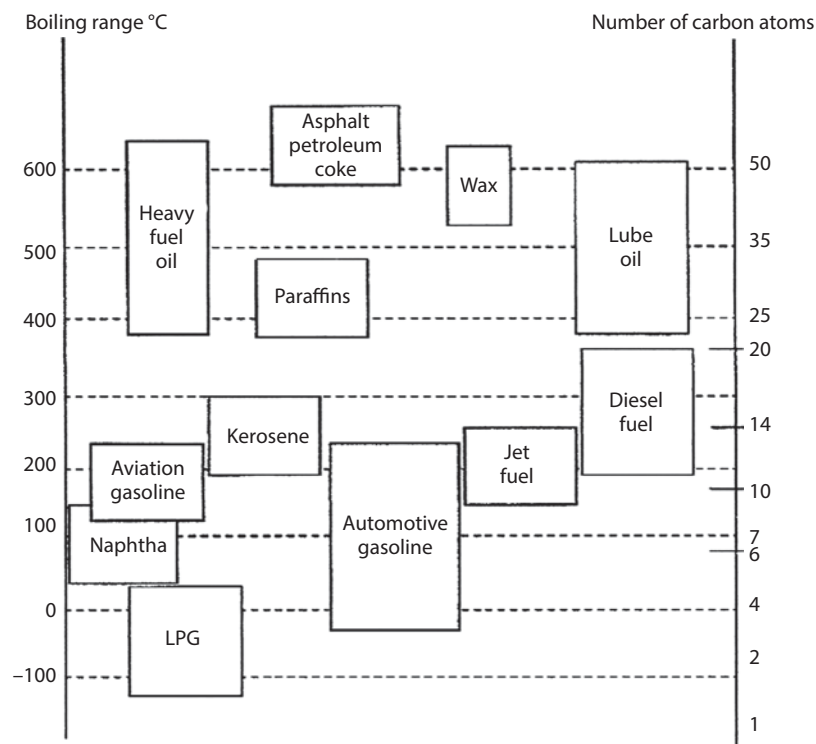 Boiling range °C
Number of carbon atoms
Asphalt
petroleum
coke
600
50
Wax
Heavy
fuel
oil
Lube
oil
500
35
Paraffins
400
25
20
300
Diesel
fuel
Kerosene
14
Jet
fuel
200
Aviation
gasoline
10
100
Automotive
gasoline
Naphtha
7
6
0
4
LPG
2
–100
1